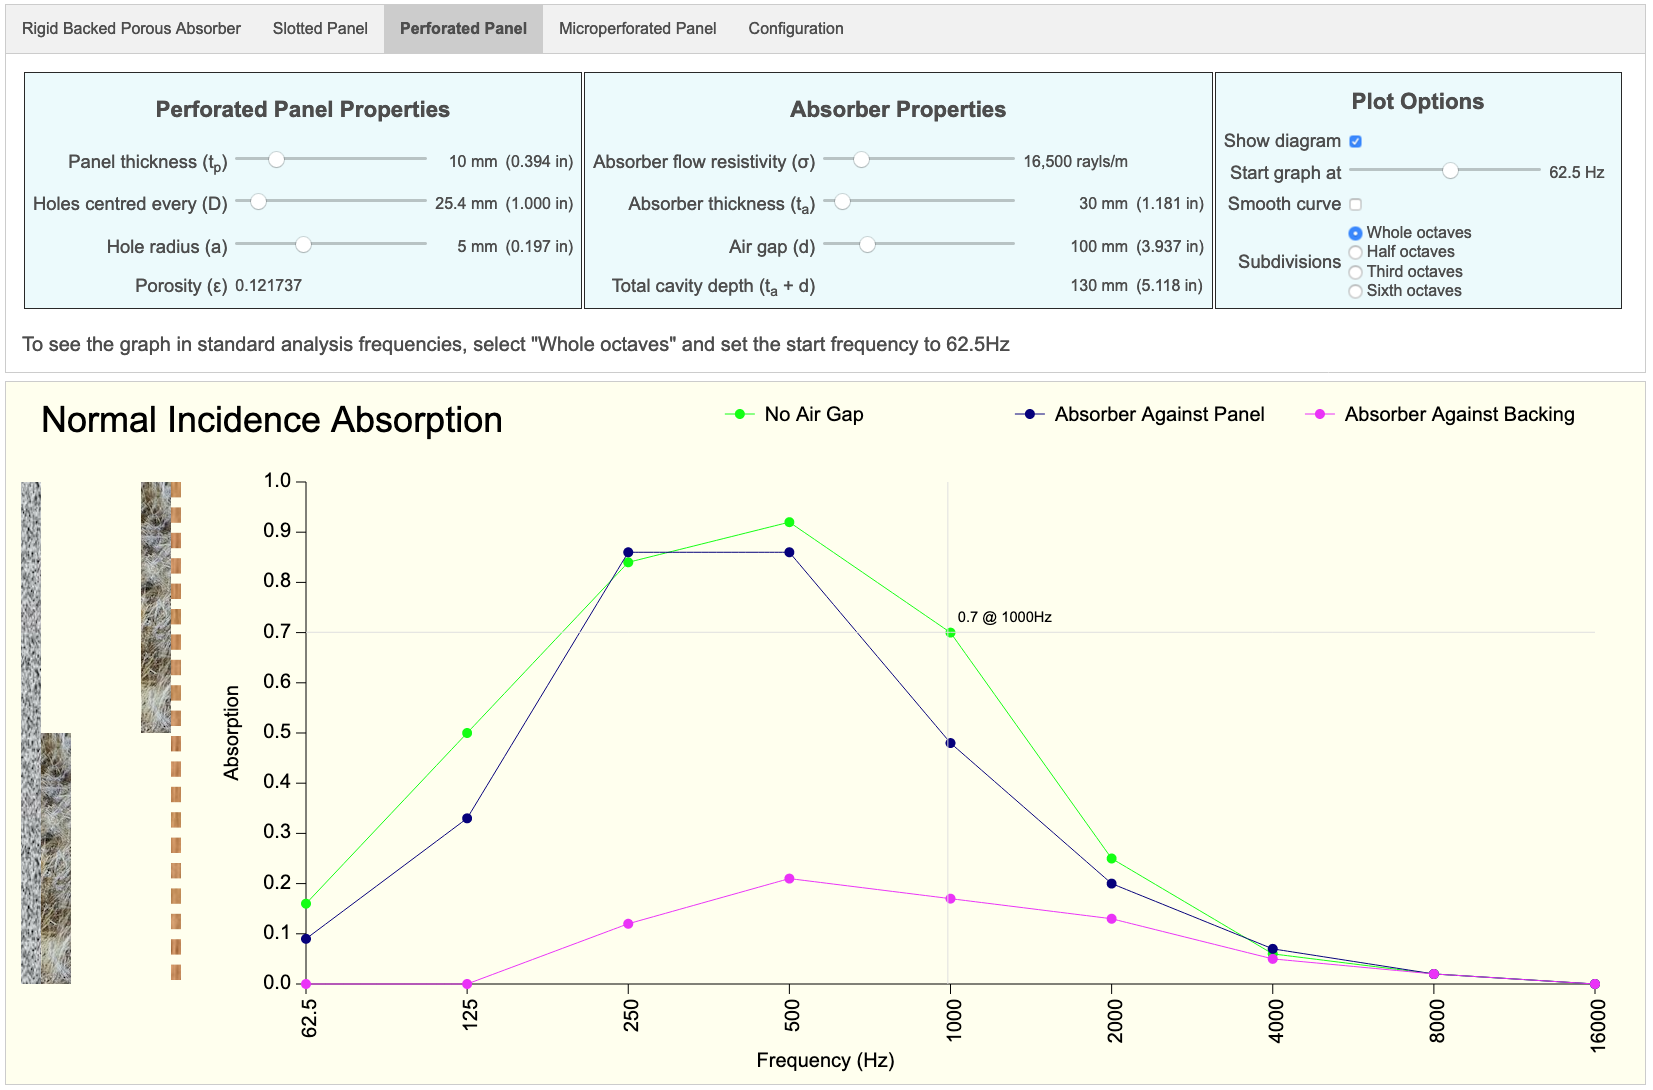 Rigid Backed Porous Absorber Slotted Panel Perforated Panel Microperforated Panel Configuration
Perforated Panel Properties
Panel thickness (tp) 10 mm (0.394 in)
Holes centred every (D) 25.4 mm (1.000 in)
Hole radius (a) 5 mm (0.197 in)
Porosity (ε) 0.121737
Absorber Properties
Absorber flow resistivity (σ) 16,500 rayls/m
Absorber thickness (ta) 30 mm (1.181 in)
Air gap (d) 100 mm (3.937 in)
Total cavity depth (ta + d) 130 mm (5.118 in)
Plot Options
Show diagram
Start graph at 62.5 Hz
Smooth curve
Subdivisions
Whole octaves
Half octaves
Third octaves
Sixth octaves
To see the graph in standard analysis frequencies, select "Whole octaves" and set the start frequency to 62.5Hz
Normal Incidence Absorption
No Air Gap Absorber Against Panel Absorber Against Backing
1.0
0.9
0.8
0.7
0.6
0.5
0.4
0.3
0.2
0.1
0.0
Absorption
0.7 @ 1000Hz
62.5 125 250 500 1000 2000 4000 8000 16000
Frequency (Hz)